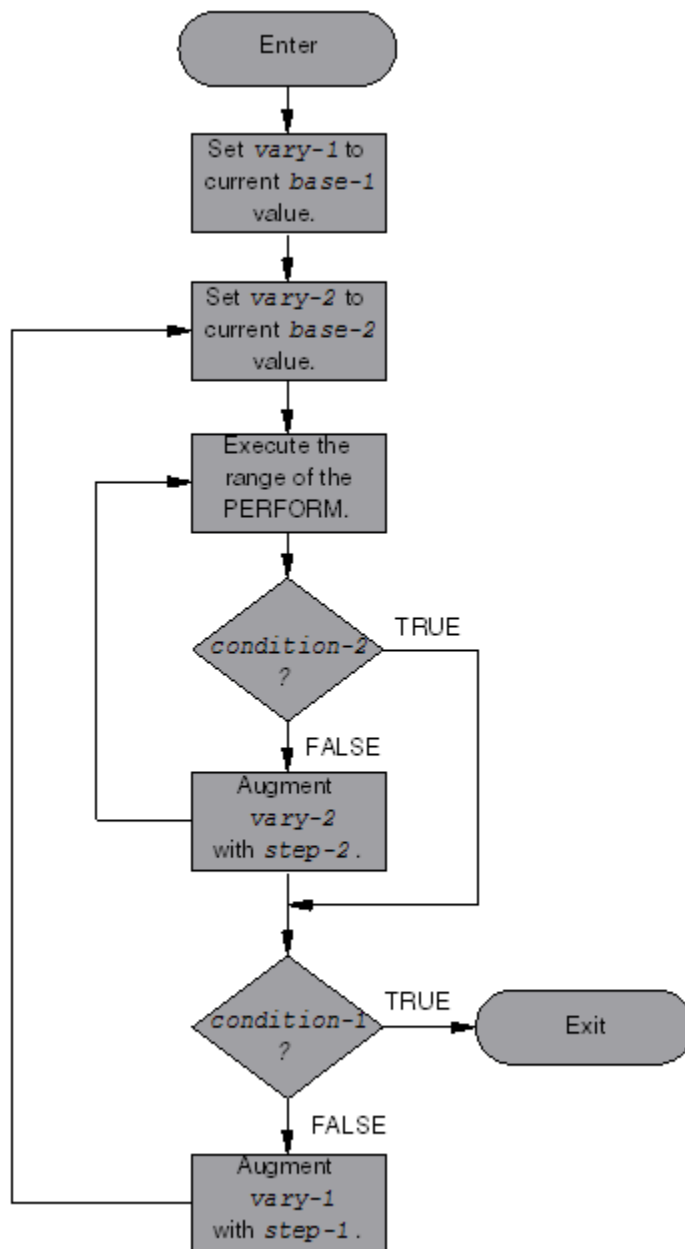 Enter
Set vary-1 to
current base-1
value.
Set vary-2 to
current base-2
value.
Execute the
range of the
PERFORM.
TRUE
condition-2
?
FALSE
Augment
vary-2
with step-2.
TRUE
condition-1
?
Exit
FALSE
Augment
vary-1
with step-1.